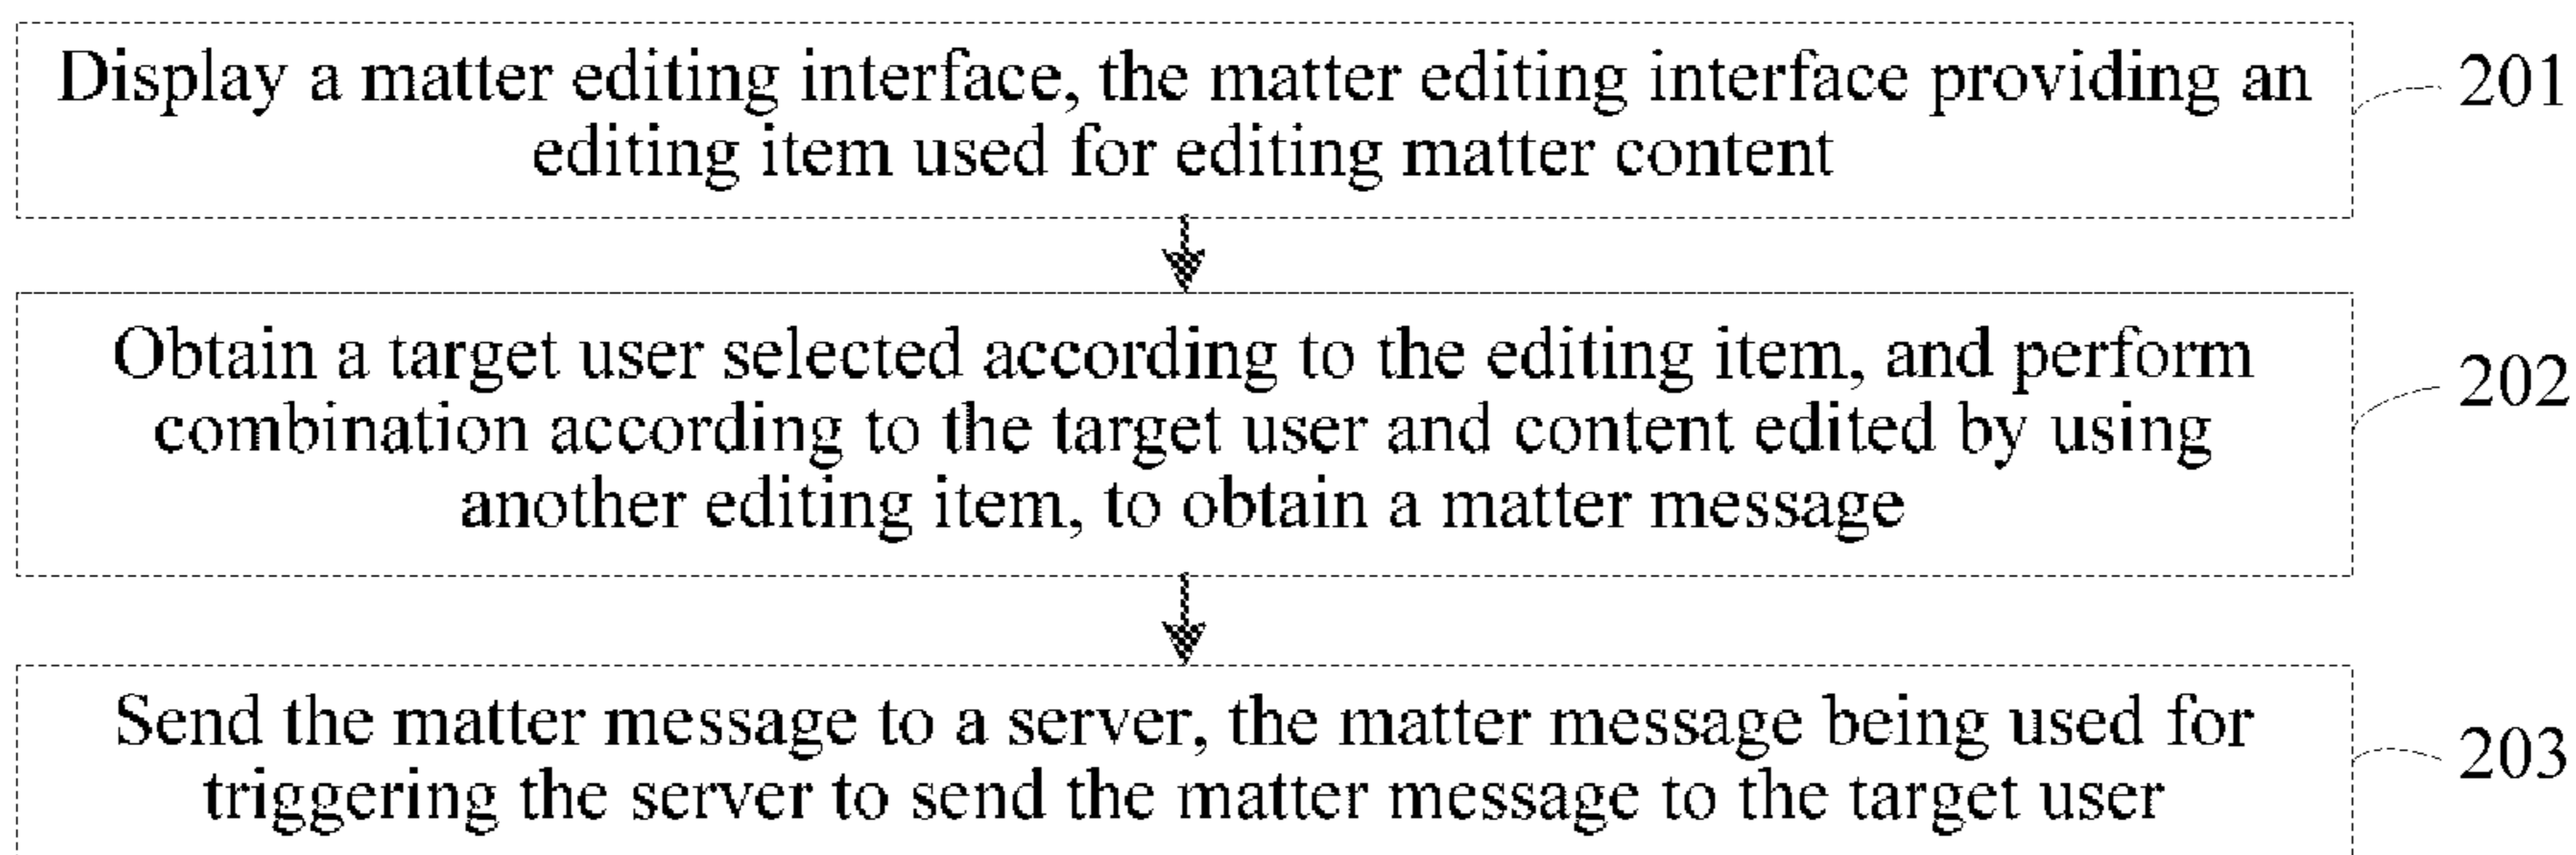 Display a matter editing interface, the matter editing interface providing an
editing item used for editing matter content
201
Obtain a target user selected according to the editing item, and perform
combination according to the target user and content edited by using
another editing item, to obtain a matter message
202
Send the matter message to a server, the matter message being used for
triggering the server to send the matter message to the target user
203